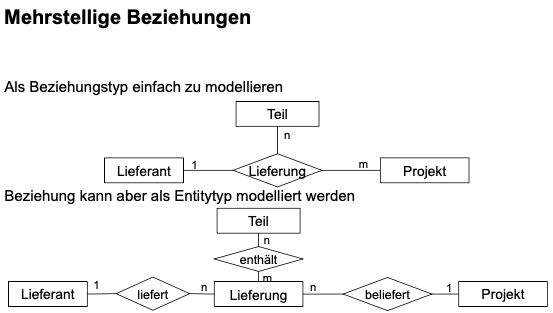 Mehrstellige Beziehungen
Als Beziehungstyp einfach zu modellieren
Teil
n
Lieferant 1 Lieferung m Projekt
Beziehung kann aber als Entitytyp modelliert werden
Teil
n
enthält
m
Lieferant 1 liefert n Lieferung n beliefert 1 Projekt